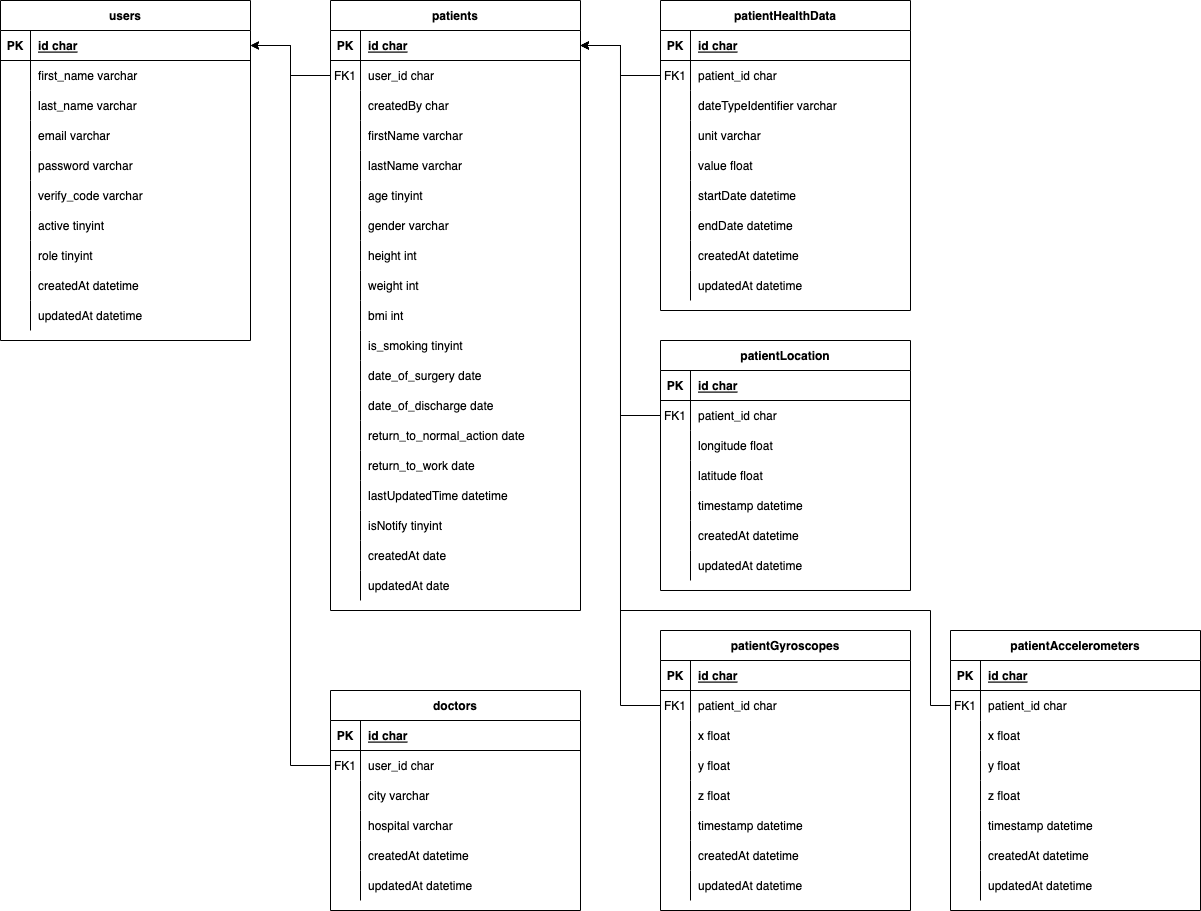 users
PK id char
first_name varchar
last_name varchar
email varchar
password varchar
verify_code varchar
active tinyint
role tinyint
createdAt datetime
updatedAt datetime
patients
PK id char
FK1 user_id char
createdBy char
firstName varchar
lastName varchar
age tinyint
gender varchar
height int
weight int
bmi int
is_smoking tinyint
date_of_surgery date
date_of_discharge date
return_to_normal_action date
return_to_work date
lastUpdatedTime datetime
isNotify tinyint
createdAt date
updatedAt date
doctors
PK id char
FK1 user_id char
city varchar
hospital varchar
createdAt datetime
updatedAt datetime
patientHealthData
PK id char
FK1 patient_id char
dateTypeIdentifier varchar
unit varchar
value float
startDate datetime
endDate datetime
createdAt datetime
updatedAt datetime
patientLocation
PK id char
FK1 patient_id char
longitude float
latitude float
timestamp datetime
createdAt datetime
updatedAt datetime
patientGyroscopes
PK id char
FK1 patient_id char
x float
y float
z float
timestamp datetime
createdAt datetime
updatedAt datetime
patientAccelerometers
PK id char
FK1 patient_id char
x float
y float
z float
timestamp datetime
createdAt datetime
updatedAt datetime